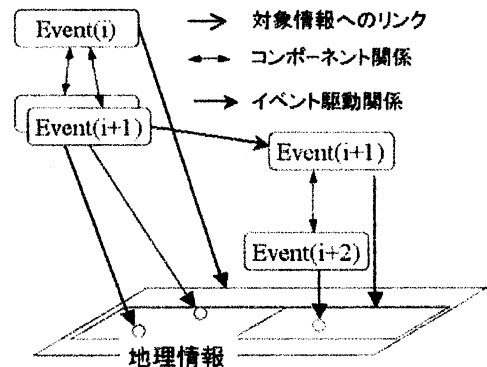 Event(i)
対象情報へのリンク
コンポーネント関係
イベント駆動関係
Event(i+1)
Event(i+1)
Event(i+2)
地理情報